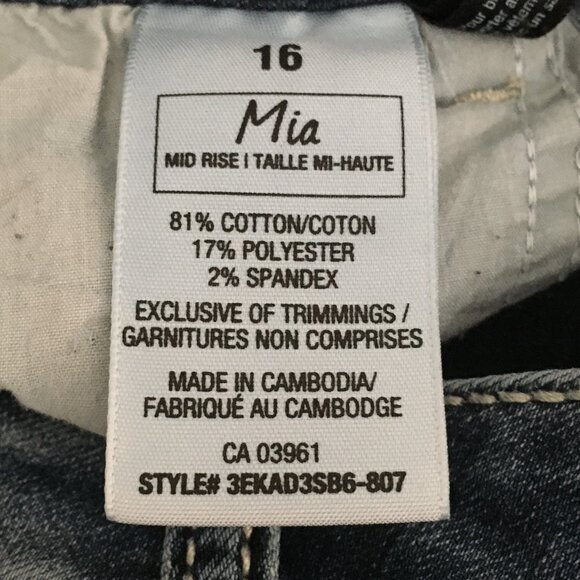 16
Mia
MID RISE | TAILLE MI-HAUTE
81% COTTON/COTON
17% POLYESTER
2% SPANDEX
EXCLUSIVE OF TRIMMINGS /
GARNITURES NON COMPRISES
MADE IN CAMBODIA/
FABRIQUÉ AU CAMBODGE
CA 03961
STYLE# 3EKAD3SB6-807